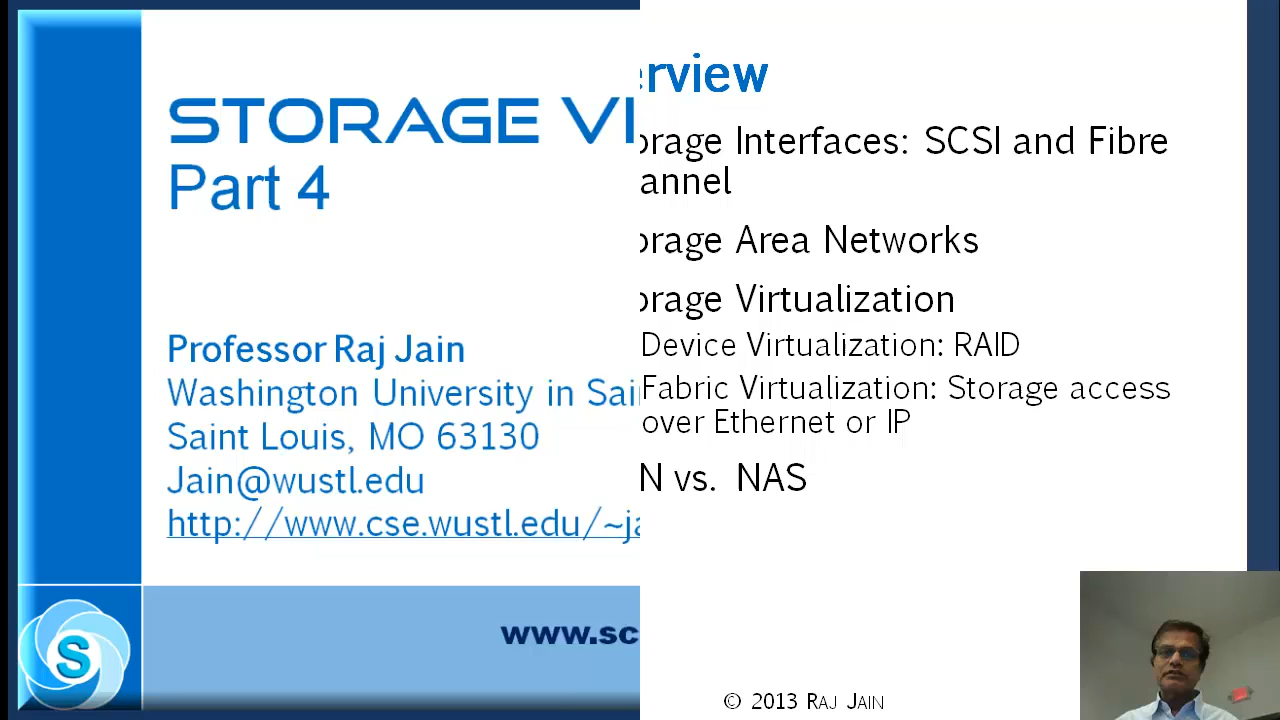 STORAGE VI
Part 4
Professor Raj Jain
Washington University in Sai
Saint Louis, MO 63130
Jain@wustl.edu
http://www.cse.wustl.edu/~ja
www.sc
S
erview
orage Interfaces: SCSI and Fibre
annel
orage Area Networks
orage Virtualization
Device Virtualization: RAID
Fabric Virtualization: Storage access
over Ethernet or IP
N vs. NAS
© 2013 RAJ JAIN